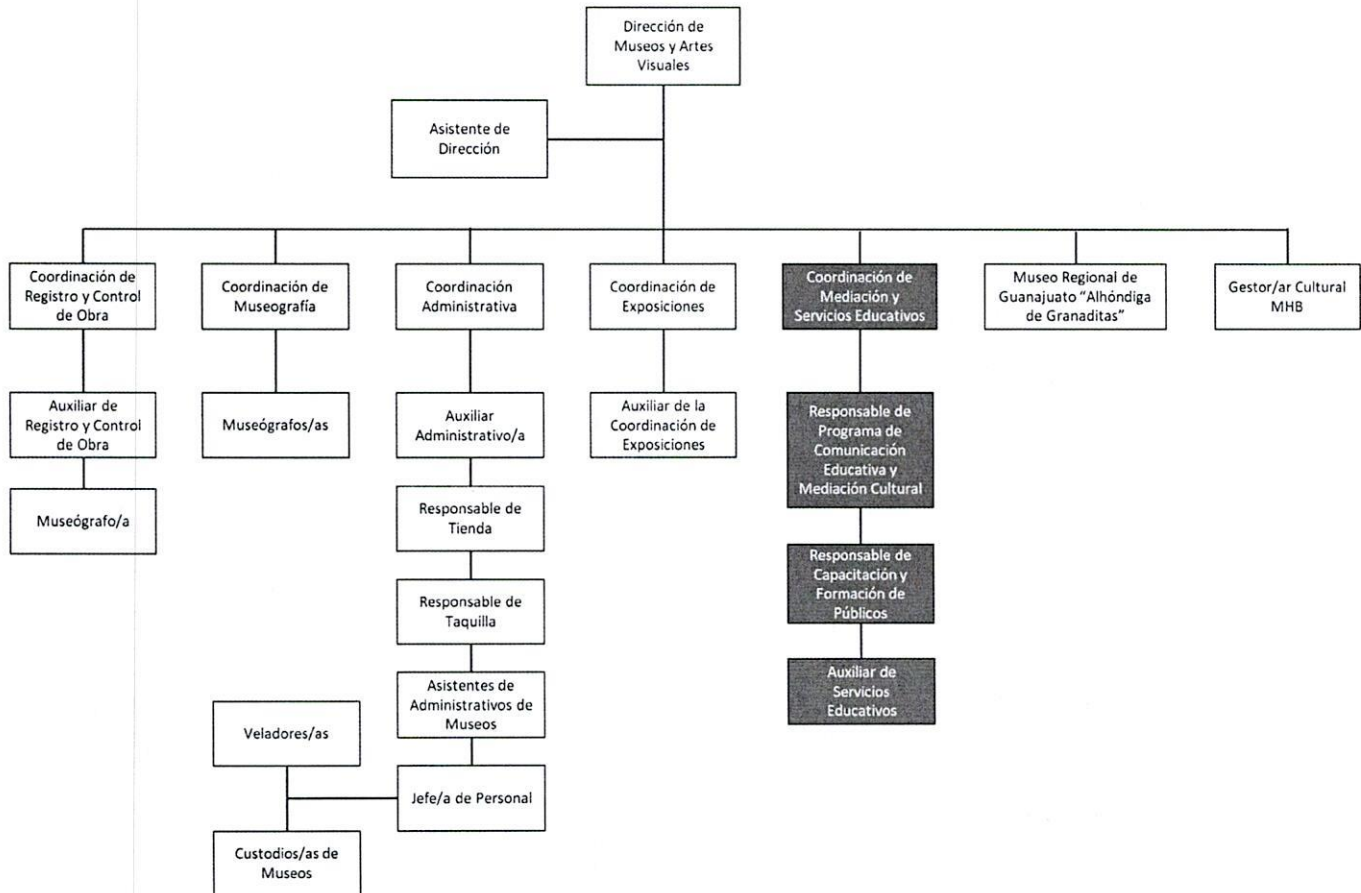 Dirección de
Museos y Artes
Visuales
Asistente de
Dirección
Coordinación de
Registro y Control
de Obra
Coordinación de
Museografía
Coordinación
Administrativa
Coordinación
de Exposiciones
Coordinación de
Mediación y
Servicios Educativos
Museo Regional de
Guanajuato “Alhóndiga
de Granaditas”
Gestor/ar Cultural
MHB
Auxiliar de
Registro y Control
de Obra
Museógrafos/as
Auxiliar
Administrativo/a
Auxiliar de la
Coordinación de
Exposiciones
Responsable de
Programa de
Comunicación
Educativa y
Mediación Cultural
Museógrafo/a
Responsable de
Tienda
Responsable de
Capacitación y
Formación de
Públicos
Responsable de
Taquilla
Asistentes de
Administrativos de
Museos
Auxiliar de
Servicios
Educativos
Veladores/as
Jefe/a de Personal
Custodios/as de
Museos